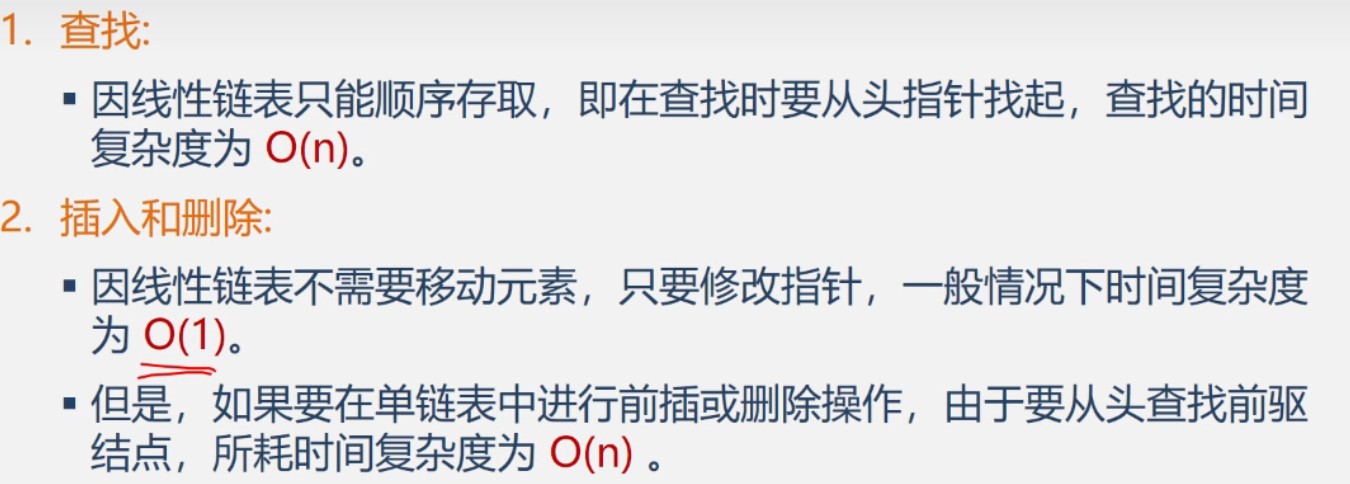 1. 查找:
▪ 因线性链表只能顺序存取，即在查找时要从头指针找起，查找的时间
复杂度为 O(n)。
2. 插入和删除:
▪ 因线性链表不需要移动元素，只要修改指针，一般情况下时间复杂度
为 O(1)。
▪ 但是，如果要在单链表中进行前插或删除操作，由于要从头查找前驱
结点，所耗时间复杂度为 O(n) 。